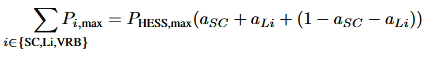 ∑ P_{i,max} = P_{HESS,max}(a_{SC} + a_{Li} + (1 − a_{SC} − a_{Li}))
i∈{SC,Li,VRB}